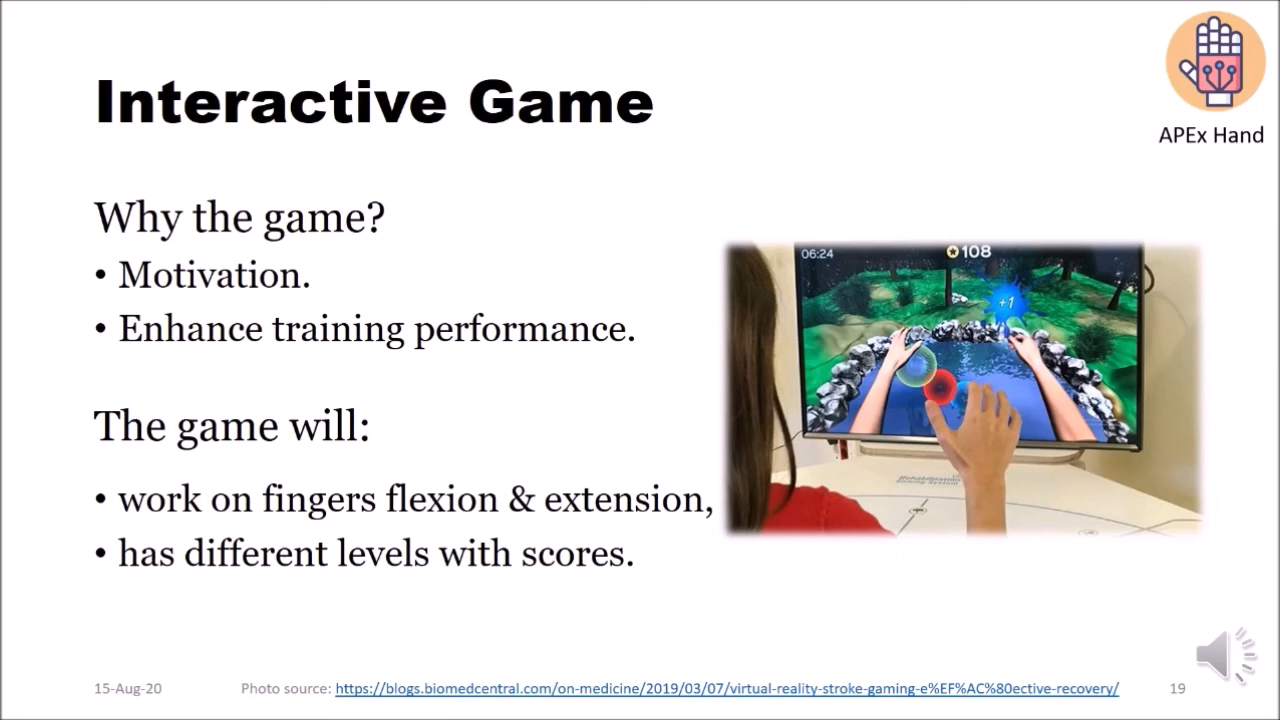 APEx Hand
Interactive Game
Why the game?
• Motivation.
• Enhance training performance.
06:24
108
+1
The game will:
• work on fingers flexion & extension,
• has different levels with scores.
15-Aug-20
Photo source: https://blogs.biomedcentral.com/on-medicine/2019/03/07/virtual-reality-stroke-gaming-e%EF%AC%80ective-recovery/
19